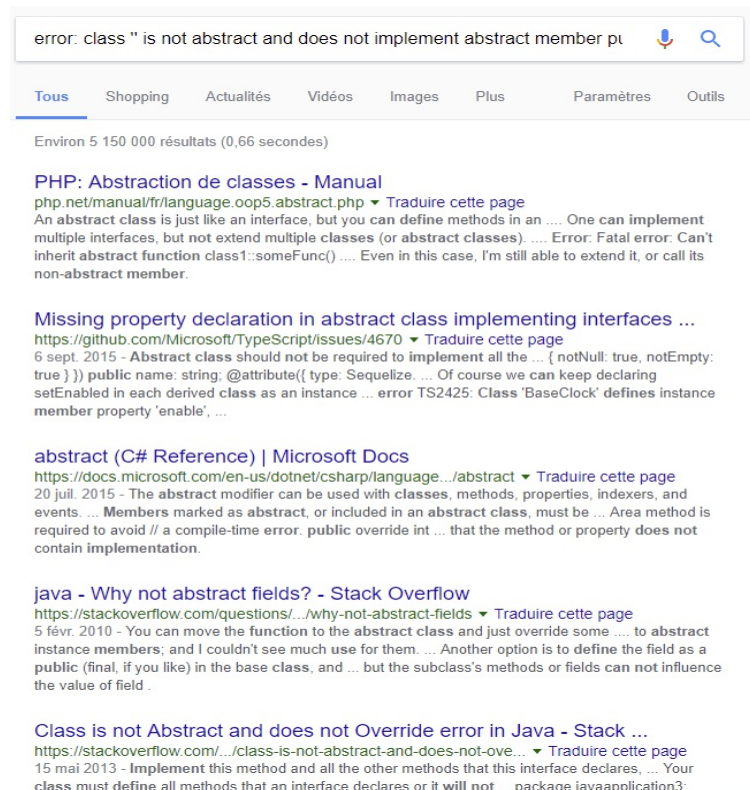 error: class '' is not abstract and does not implement abstract member pu
Tous Shopping Actualités Vidéos Images Plus Paramètres Outils
Environ 5 150 000 résultats (0,66 secondes)
PHP: Abstraction de classes - Manual
php.net/manual/fr/language.oop5.abstract.php ▾ Traduire cette page
An abstract class is just like an interface, but you can define methods in an .... One can implement
multiple interfaces, but not extend multiple classes (or abstract classes). .... Error: Fatal error: Can't
inherit abstract function class1::someFunc() .... Even in this case, I'm still able to extend it, or call its
non-abstract member.
Missing property declaration in abstract class implementing interfaces ...
https://github.com/Microsoft/TypeScript/issues/4670 ▾ Traduire cette page
6 sept. 2015 - Abstract class should not be required to implement all the ... { notNull: true, notEmpty:
true } }) public name: string; @attribute({ type: Sequelize. ... Of course we can keep declaring
setEnabled in each derived class as an instance ... error TS2425: Class 'BaseClock' defines instance
member property 'enable', ...
abstract (C# Reference) | Microsoft Docs
https://docs.microsoft.com/en-us/dotnet/csharp/language.../abstract ▾ Traduire cette page
20 juil. 2015 - The abstract modifier can be used with classes, methods, properties, indexers, and
events. ... Members marked as abstract, or included in an abstract class, must be ... Area method is
required to avoid // a compile-time error. public override int ... that the method or property does not
contain implementation.
java - Why not abstract fields? - Stack Overflow
https://stackoverflow.com/questions/.../why-not-abstract-fields ▾ Traduire cette page
5 févr. 2010 - You can move the function to the abstract class and just override some .... to abstract
instance members; and I couldn't see much use for them. ... Another option is to define the field as a
public (final, if you like) in the base class, and ... but the subclass's methods or fields can not influence
the value of field .
Class is not Abstract and does not Override error in Java - Stack ...
https://stackoverflow.com/.../class-is-not-abstract-and-does-not-ove... ▾ Traduire cette page
15 mai 2013 - Implement this method and all the other methods that this interface declares, ... Your
class must define all methods that an interface declares or it will not ... package javaapplication3;